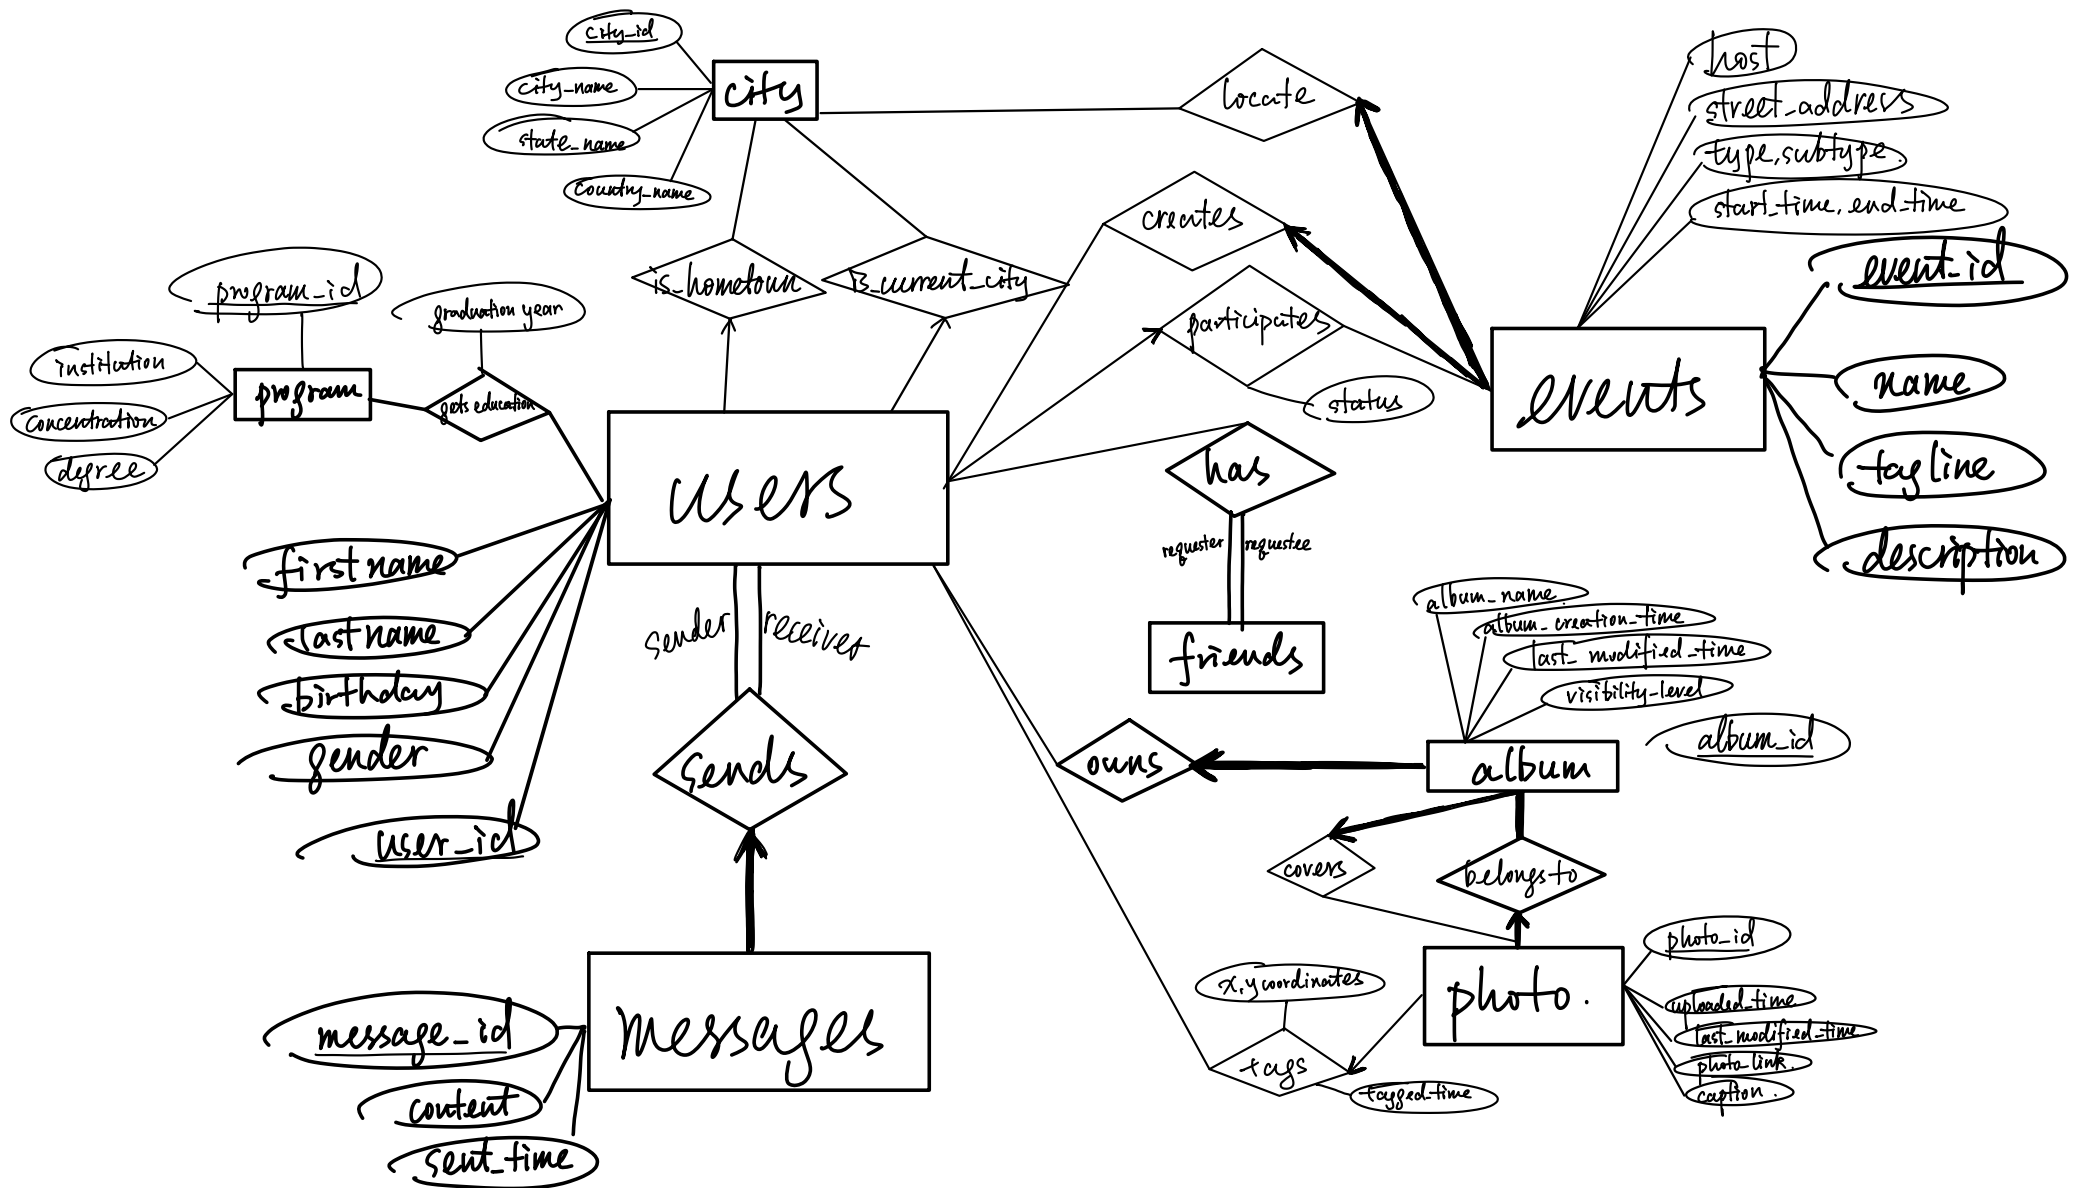 city_id
city_name
city
state_name
country_name
locate
host
street_address
type, subtype.
start_time, end_time
event_id
name
tagline
description
events
creates
participates
status
is_hometown
is_current_city
program_id
graduation year
institution
program
gets education
concentration
degree
users
has
requester
requestee
friends
first name
last name
birthday
gender
user_id
sender
receives
sends
album_name.
album_creation_time
last_modified_time
visibility_level
album_id
owns
album
covers
belongs to
photo_id
x,y coordinates
photo.
uploaded_time
last_modified_time
photo_link.
caption.
tags
tagged_time
message_id
messages
content
sent_time